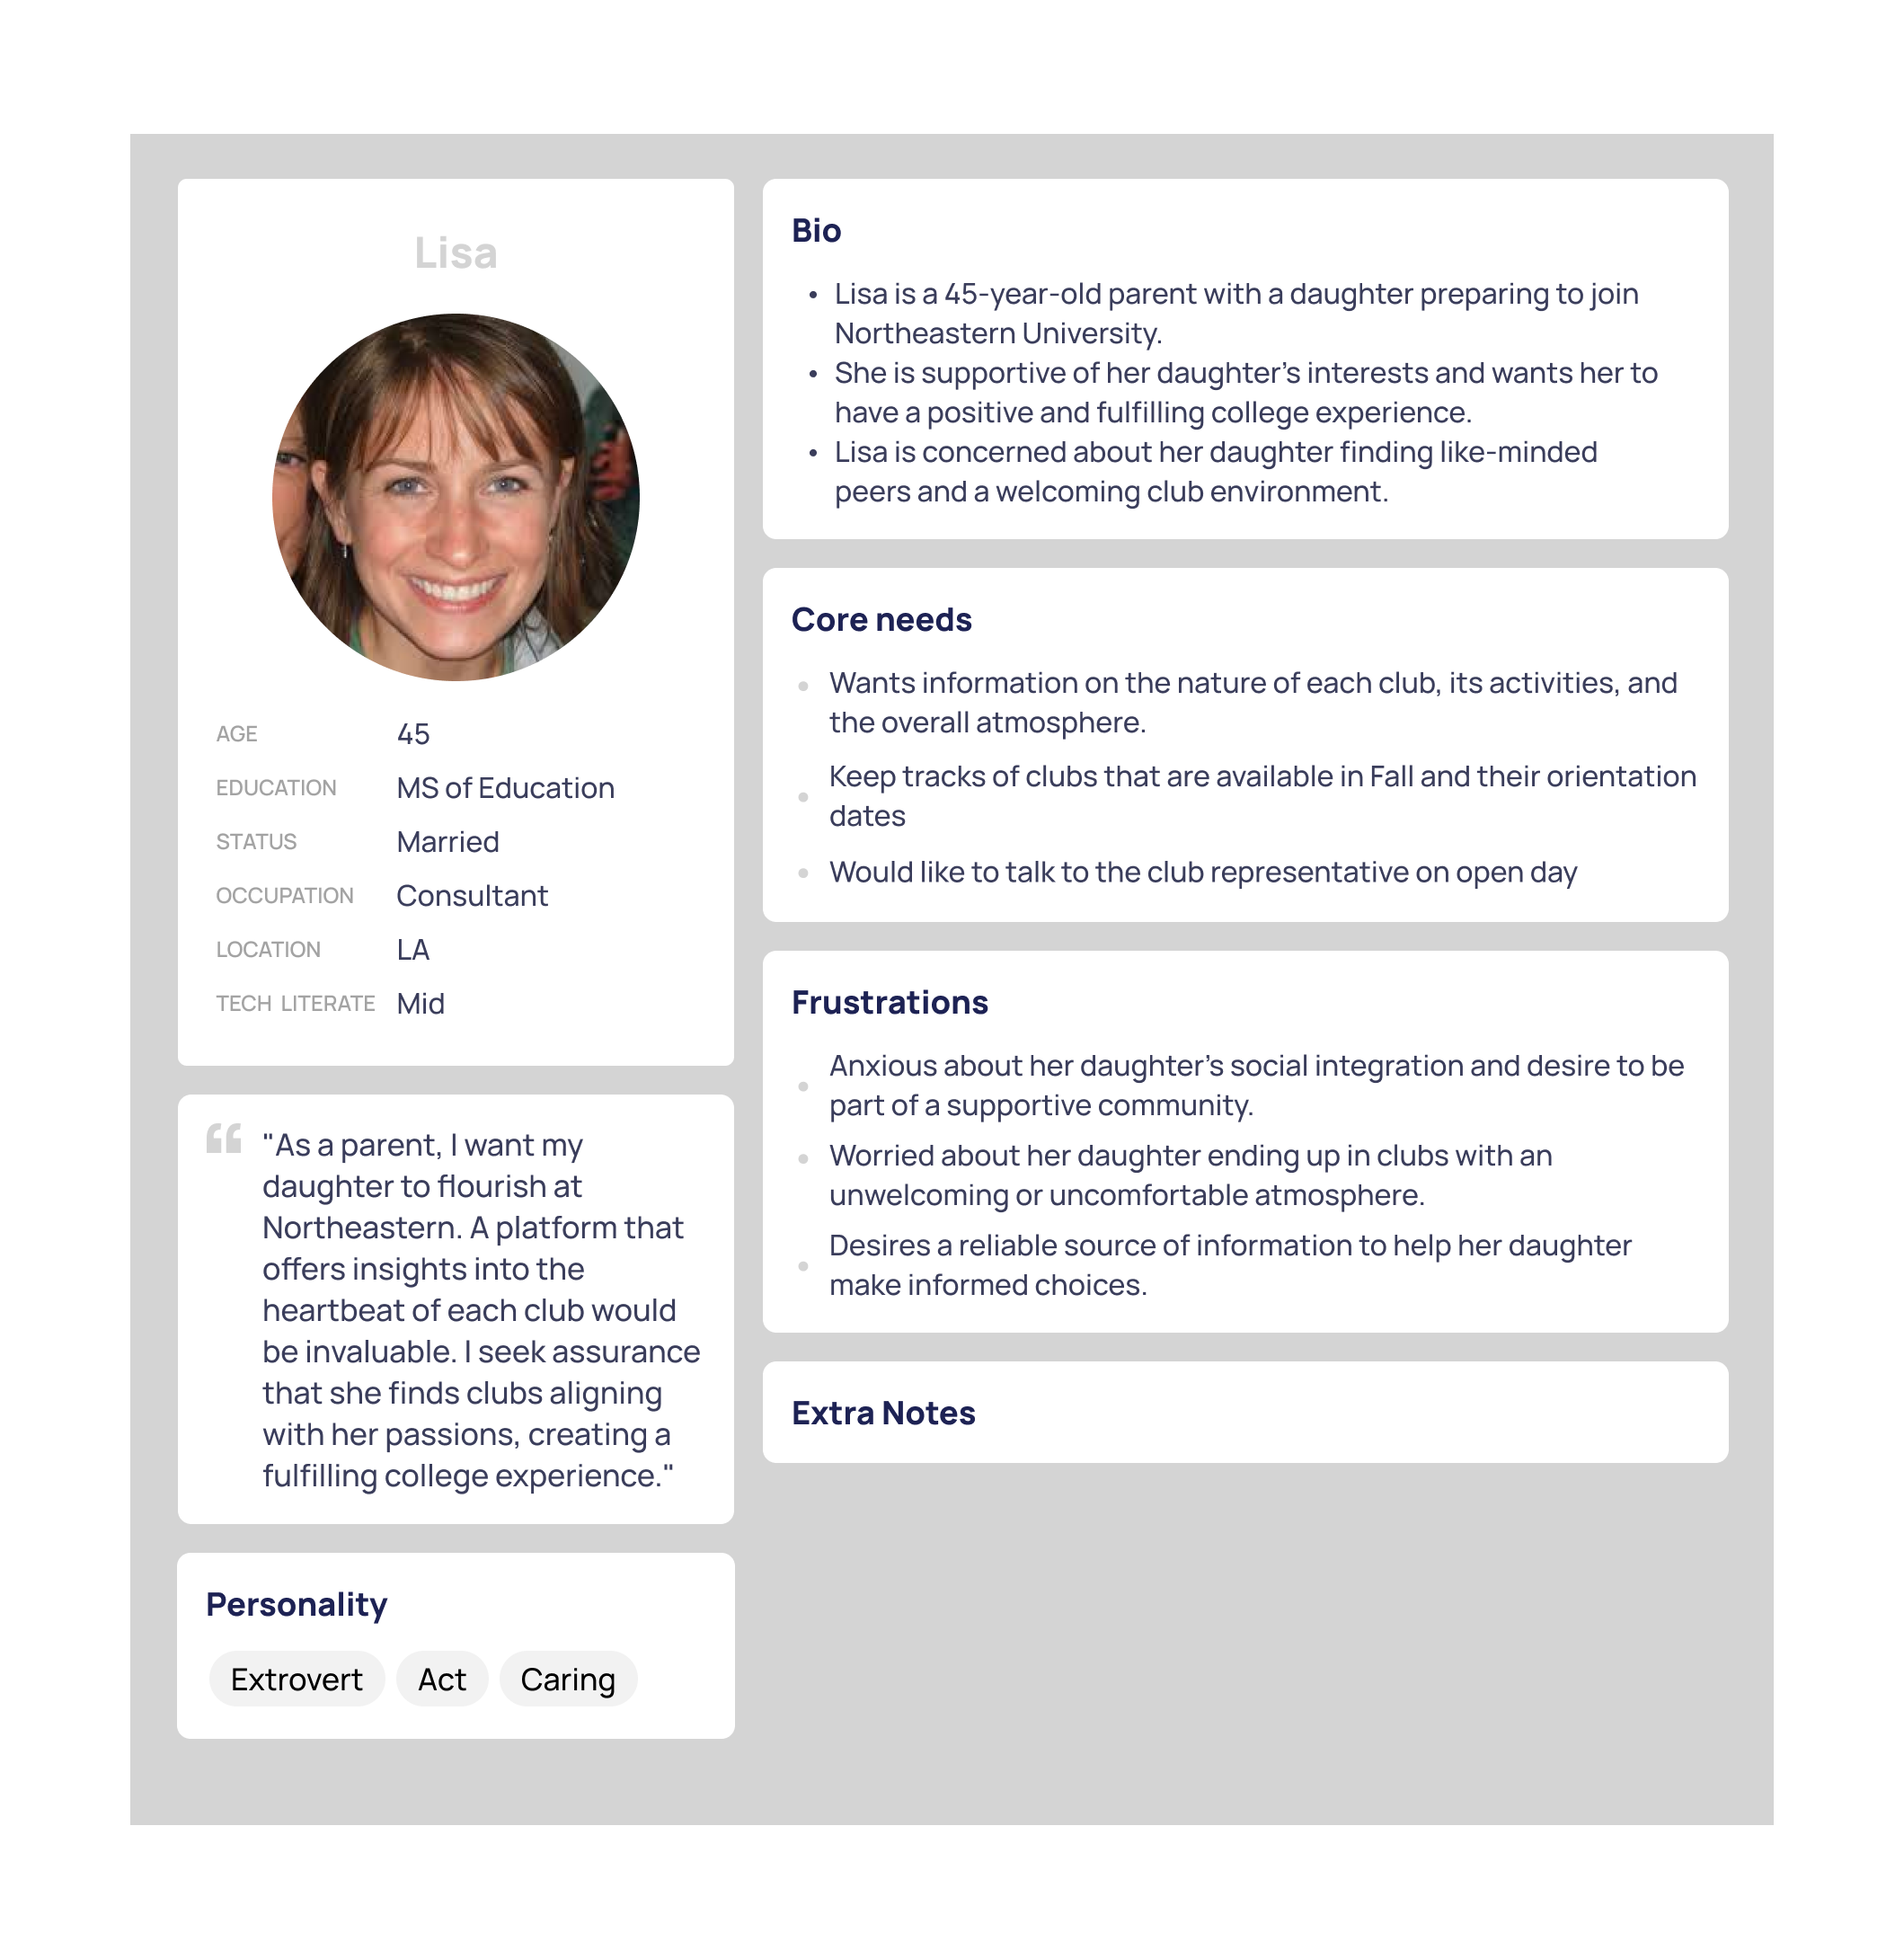 Lisa
AGE 45
EDUCATION MS of Education
STATUS Married
OCCUPATION Consultant
LOCATION LA
TECH LITERATE Mid
"As a parent, I want my
daughter to flourish at
Northeastern. A platform that
offers insights into the
heartbeat of each club would
be invaluable. I seek assurance
that she finds clubs aligning
with her passions, creating a
fulfilling college experience."
Personality
Extrovert Act Caring
Bio
• Lisa is a 45-year-old parent with a daughter preparing to join
Northeastern University.
• She is supportive of her daughter's interests and wants her to
have a positive and fulfilling college experience.
• Lisa is concerned about her daughter finding like-minded
peers and a welcoming club environment.
Core needs
• Wants information on the nature of each club, its activities, and
the overall atmosphere.
• Keep tracks of clubs that are available in Fall and their orientation
dates
• Would like to talk to the club representative on open day
Frustrations
• Anxious about her daughter's social integration and desire to be
part of a supportive community.
• Worried about her daughter ending up in clubs with an
unwelcoming or uncomfortable atmosphere.
• Desires a reliable source of information to help her daughter
make informed choices.
Extra Notes